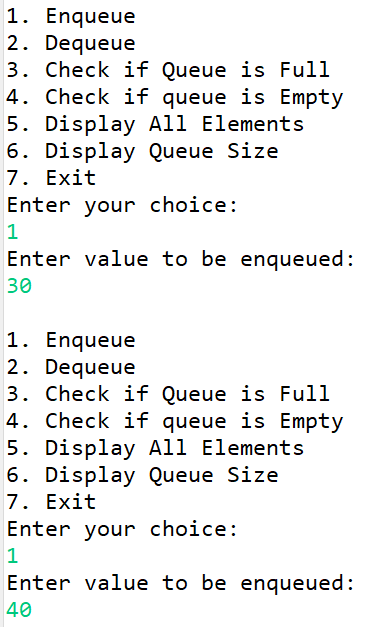 1. Enqueue
2. Dequeue
3. Check if Queue is Full
4. Check if queue is Empty
5. Display All Elements
6. Display Queue Size
7. Exit
Enter your choice:
1
Enter value to be enqueued:
30
1. Enqueue
2. Dequeue
3. Check if Queue is Full
4. Check if queue is Empty
5. Display All Elements
6. Display Queue Size
7. Exit
Enter your choice:
1
Enter value to be enqueued:
40